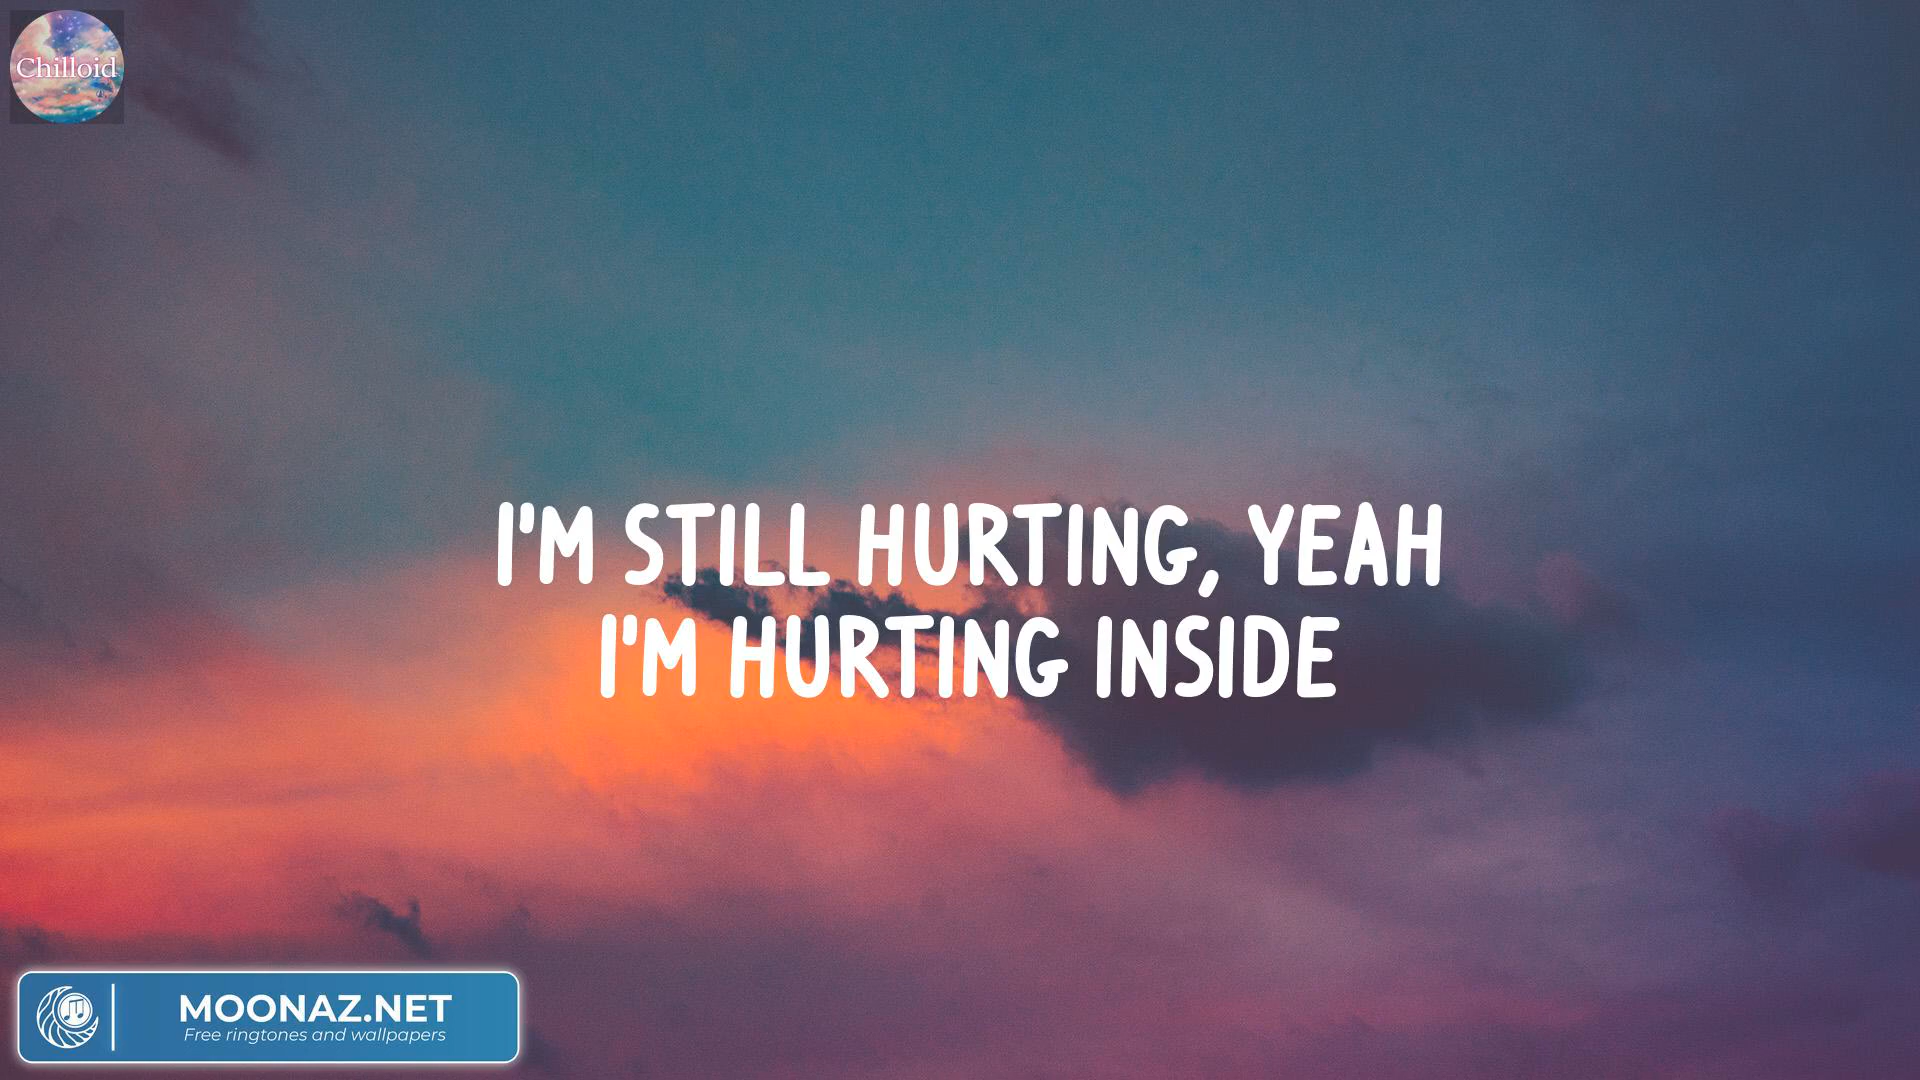 Chilloid
I'M STILL HURTING, YEAH
I'M HURTING INSIDE
MOONAZ.NET
Free ringtones and wallpapers